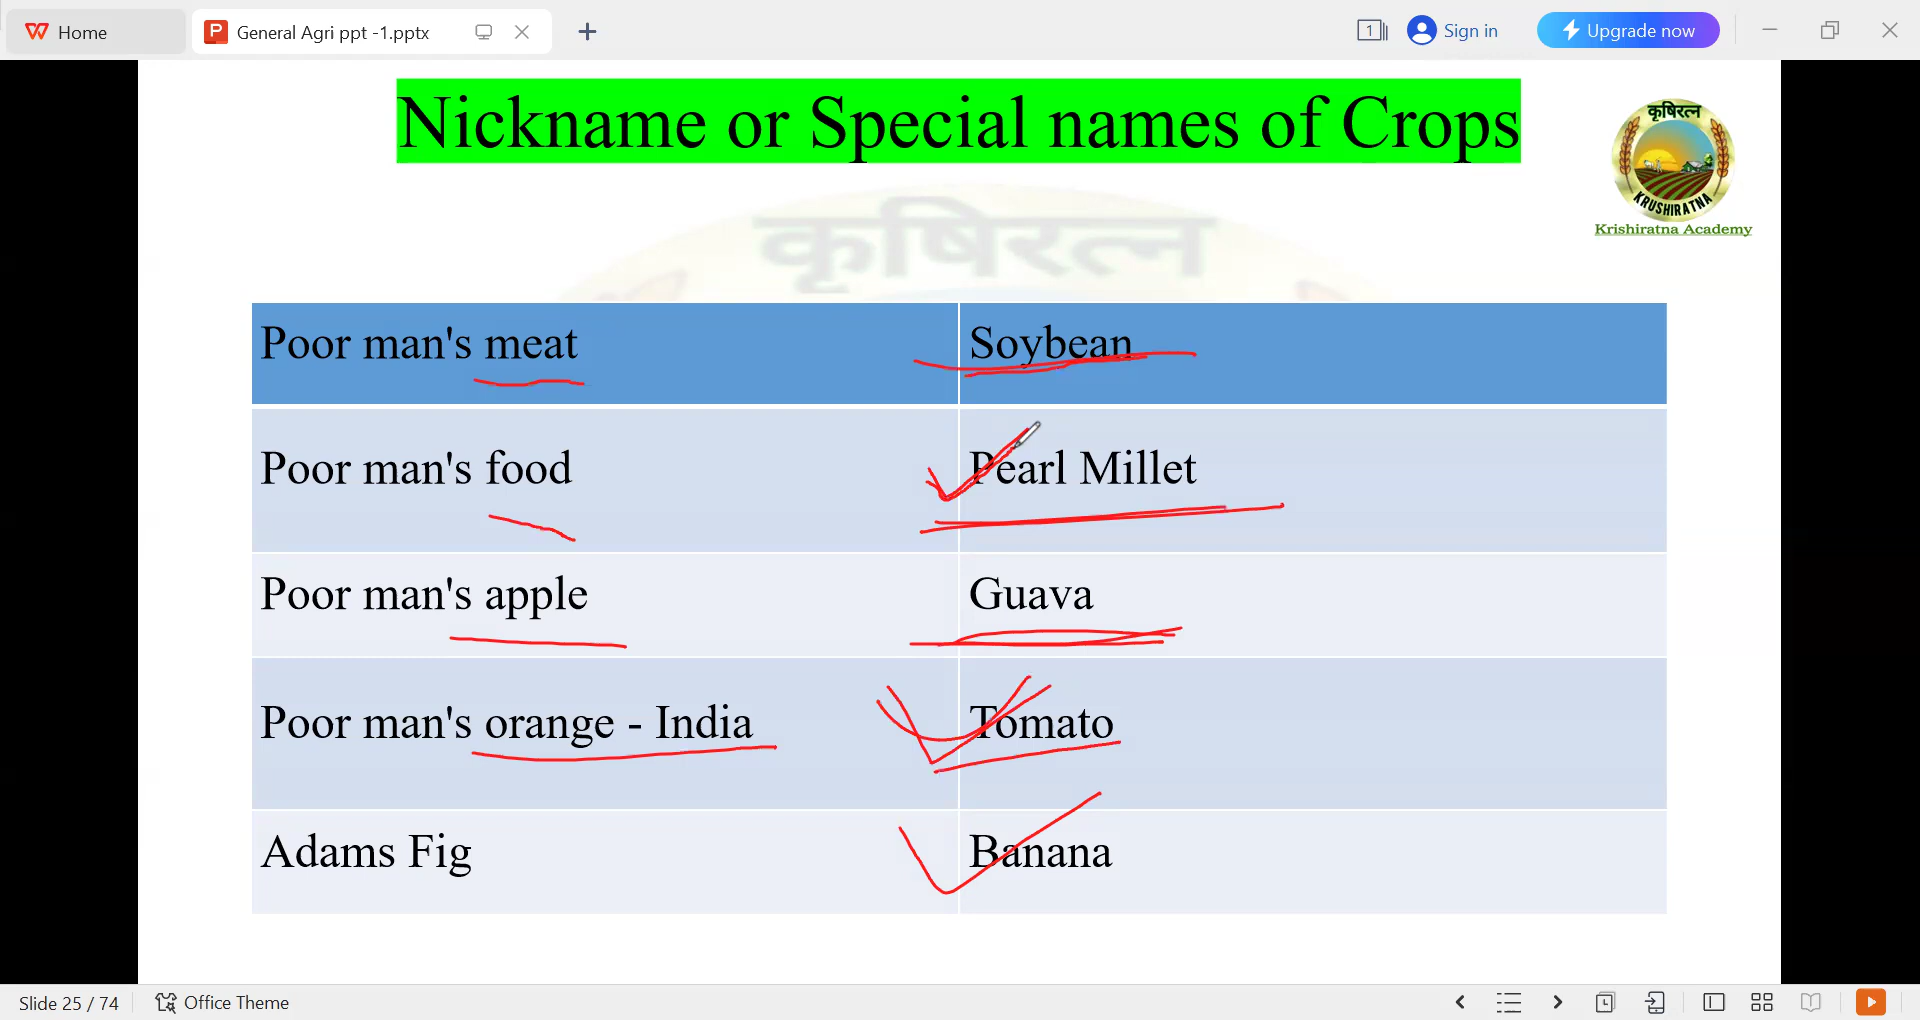 Home
General Agri ppt -1.pptx
1
Sign in
Upgrade now
Nickname or Special names of Crops
कृषिरत्न
KRUSHIRATNA
Krishiratna Academy
कृषिरत्न
Poor man's meat Soybean
Poor man's food Pearl Millet
Poor man's apple Guava
Poor man's orange - India Tomato
Adams Fig Banana
Slide 25 / 74
Office Theme